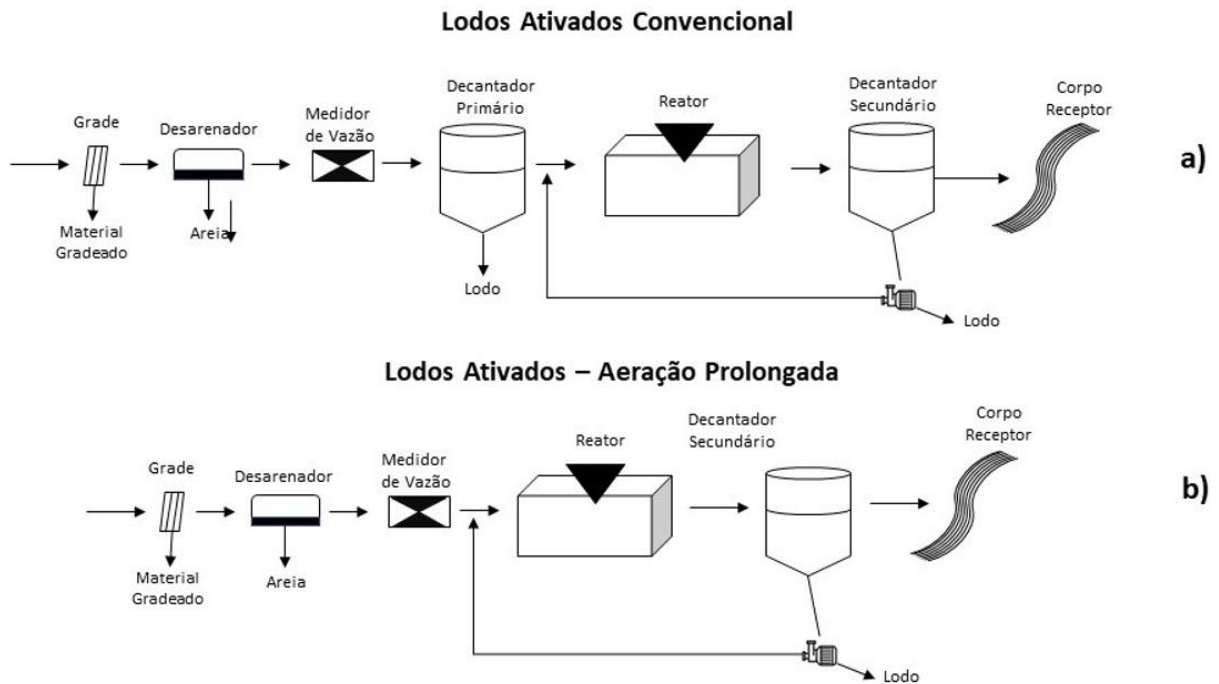 Lodos Ativados Convencional
Grade
Desarenador
Medidor
de Vazão
Decantador
Primário
Reator
Decantador
Secundário
Corpo
Receptor
a)
Material
Gradeado
Areia
Lodo
Lodo
Lodos Ativados – Aeração Prolongada
Grade
Desarenador
Medidor
de Vazão
Reator
Decantador
Secundário
Corpo
Receptor
b)
Material
Gradeado
Areia
Lodo